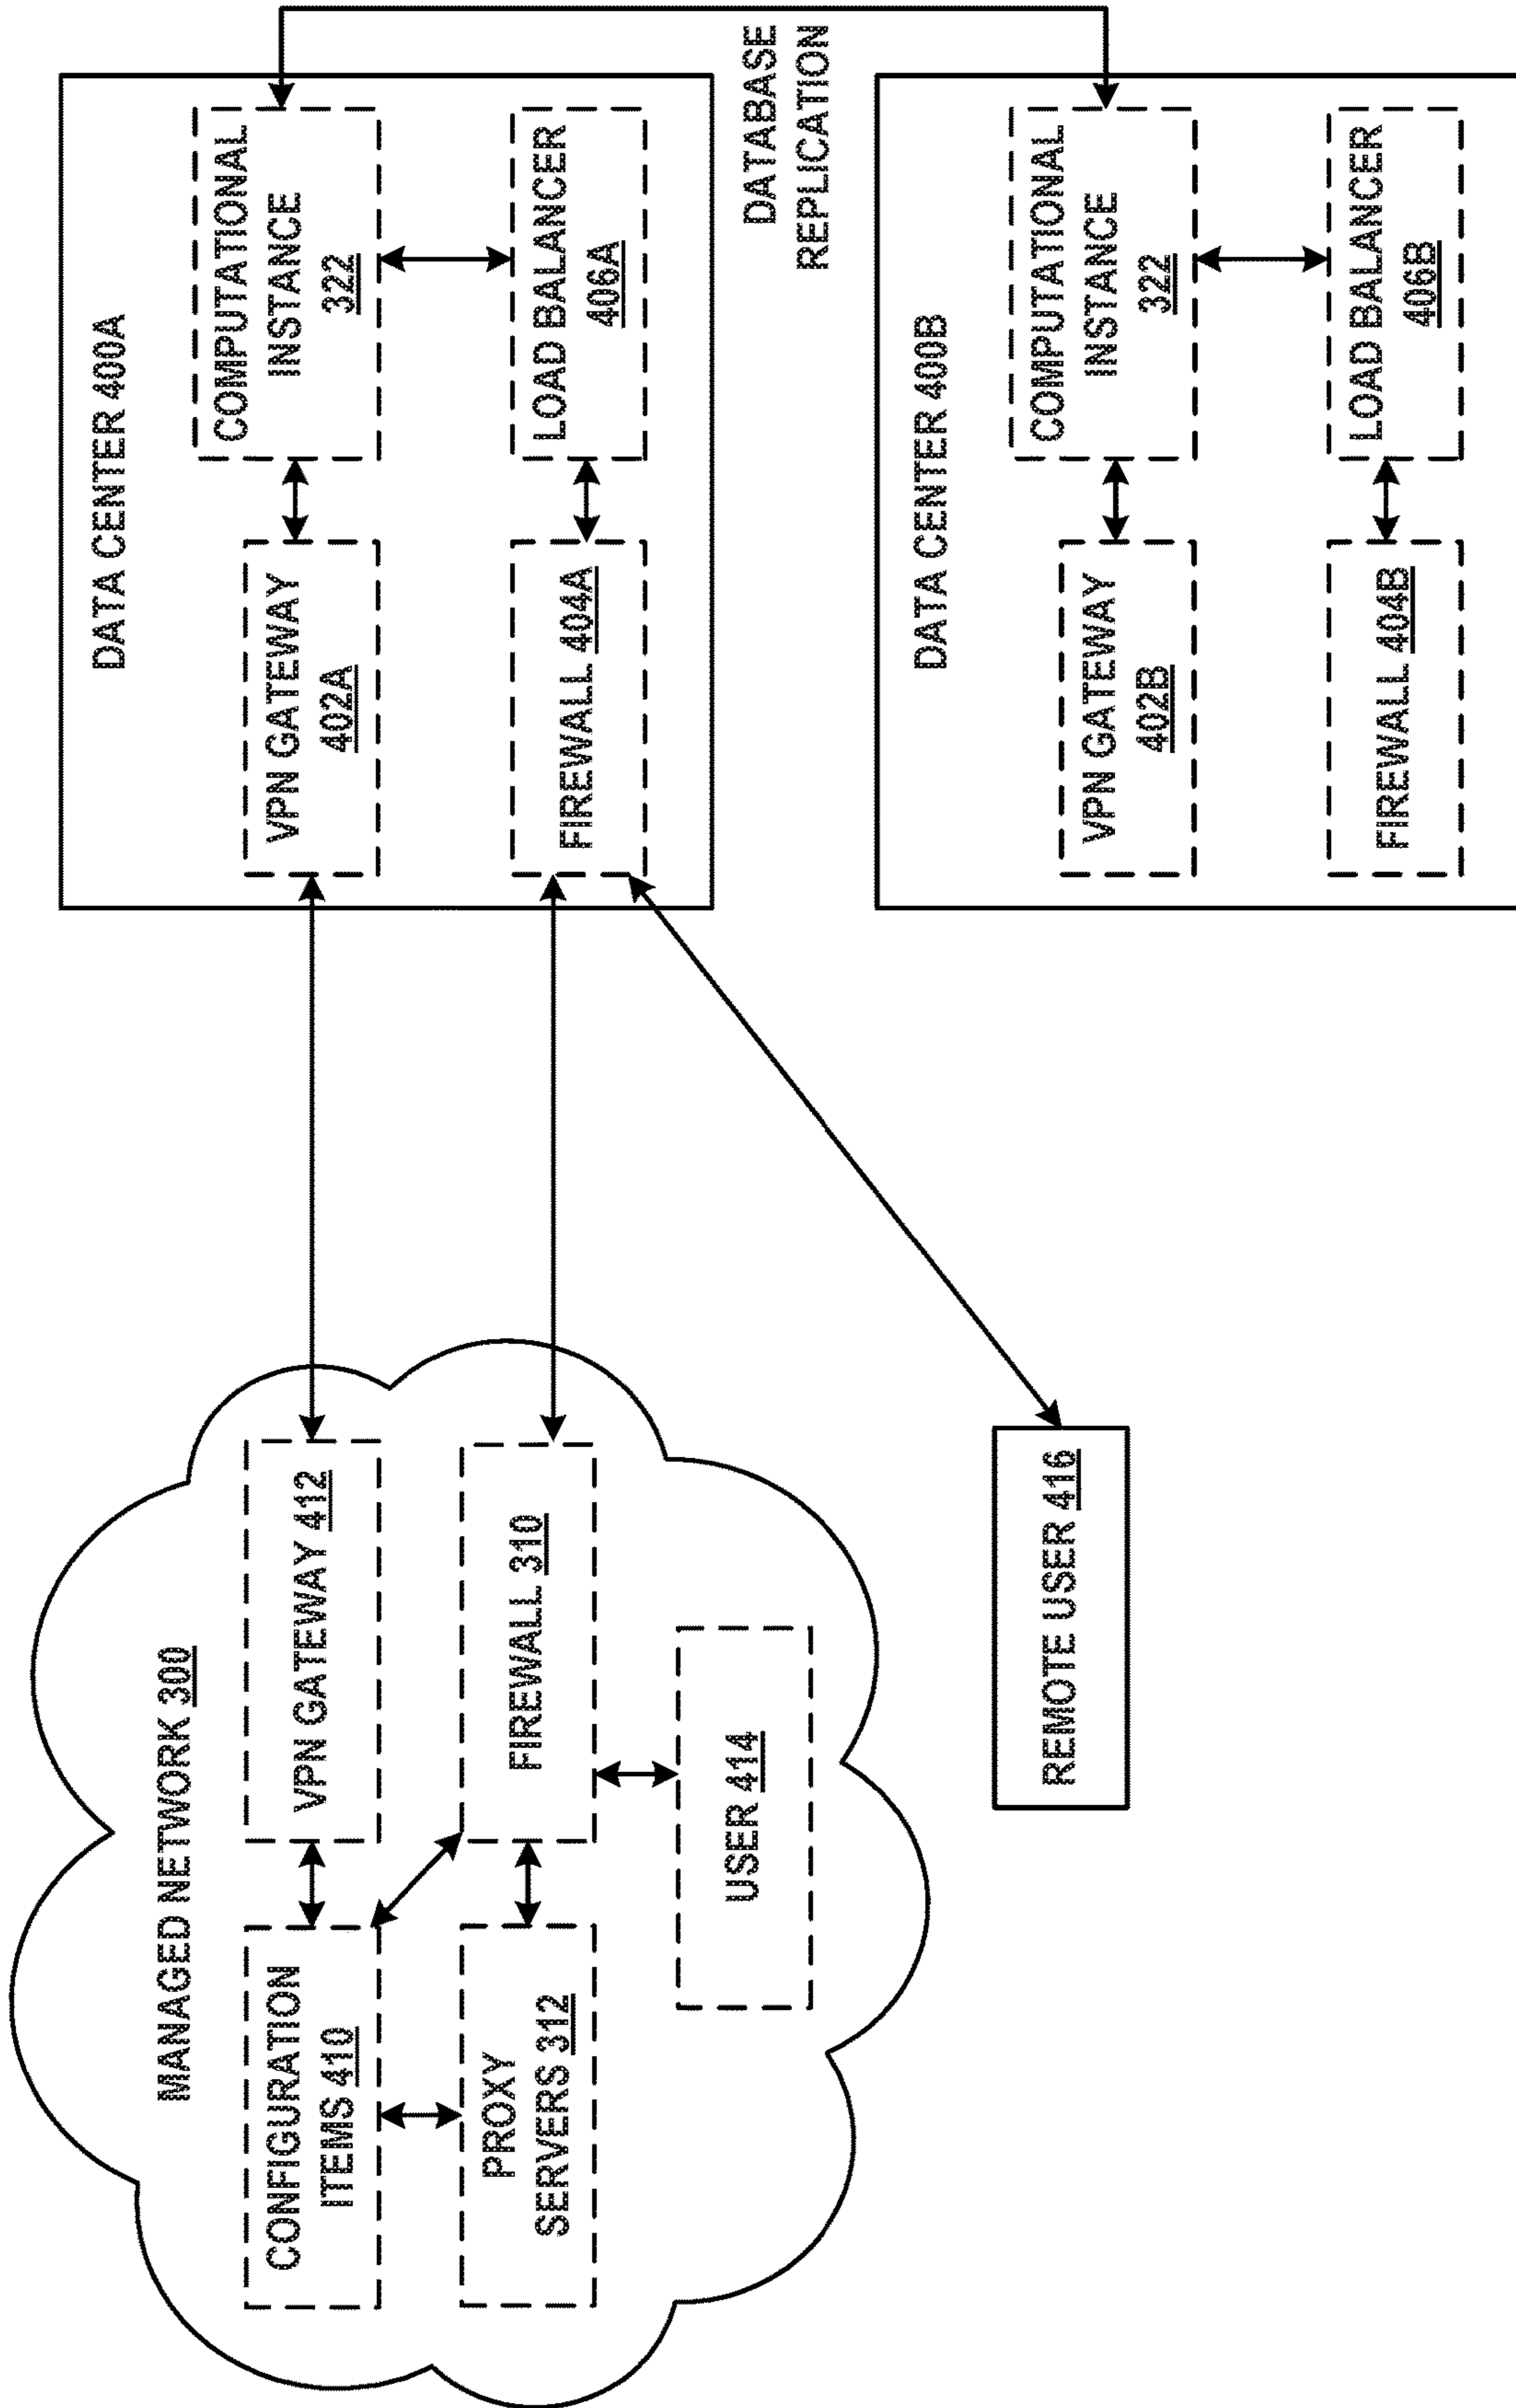 MANAGED NETWORK 300
CONFIGURATION
ITEMS 410
VPN GATEWAY 412
PROXY
SERVERS 312
FIREWALL 310
USER 414
REMOTE USER 416
DATA CENTER 400A
VPN GATEWAY
402A
COMPUTATIONAL
INSTANCE
322
FIREWALL 404A
LOAD BALANCER
406A
DATABASE
REPLICATION
DATA CENTER 400B
VPN GATEWAY
402B
COMPUTATIONAL
INSTANCE
322
FIREWALL 404B
LOAD BALANCER
406B